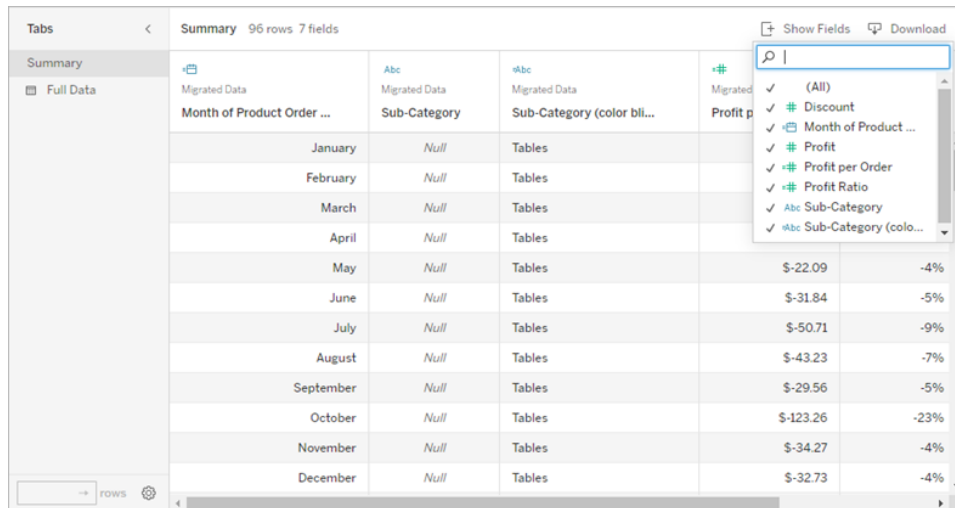 Tabs
Summary 96 rows 7 fields
Show Fields
Download
Summary
Full Data
Migrated Data
Month of Product Order ...
Abc
Migrated Data
Sub-Category
Abc
Migrated Data
Sub-Category (color bli...
Migrated
Profit p
(All)
Discount
Month of Product ...
Profit
Profit per Order
Profit Ratio
Abc Sub-Category
Abc Sub-Category (colo...
January Null Tables
February Null Tables
March Null Tables
April Null Tables
May Null Tables $-22.09 -4%
June Null Tables $-31.84 -5%
July Null Tables $-50.71 -9%
August Null Tables $-43.23 -7%
September Null Tables $-29.56 -5%
October Null Tables $-123.26 -23%
November Null Tables $-34.27 -4%
December Null Tables $-32.73 -4%
rows